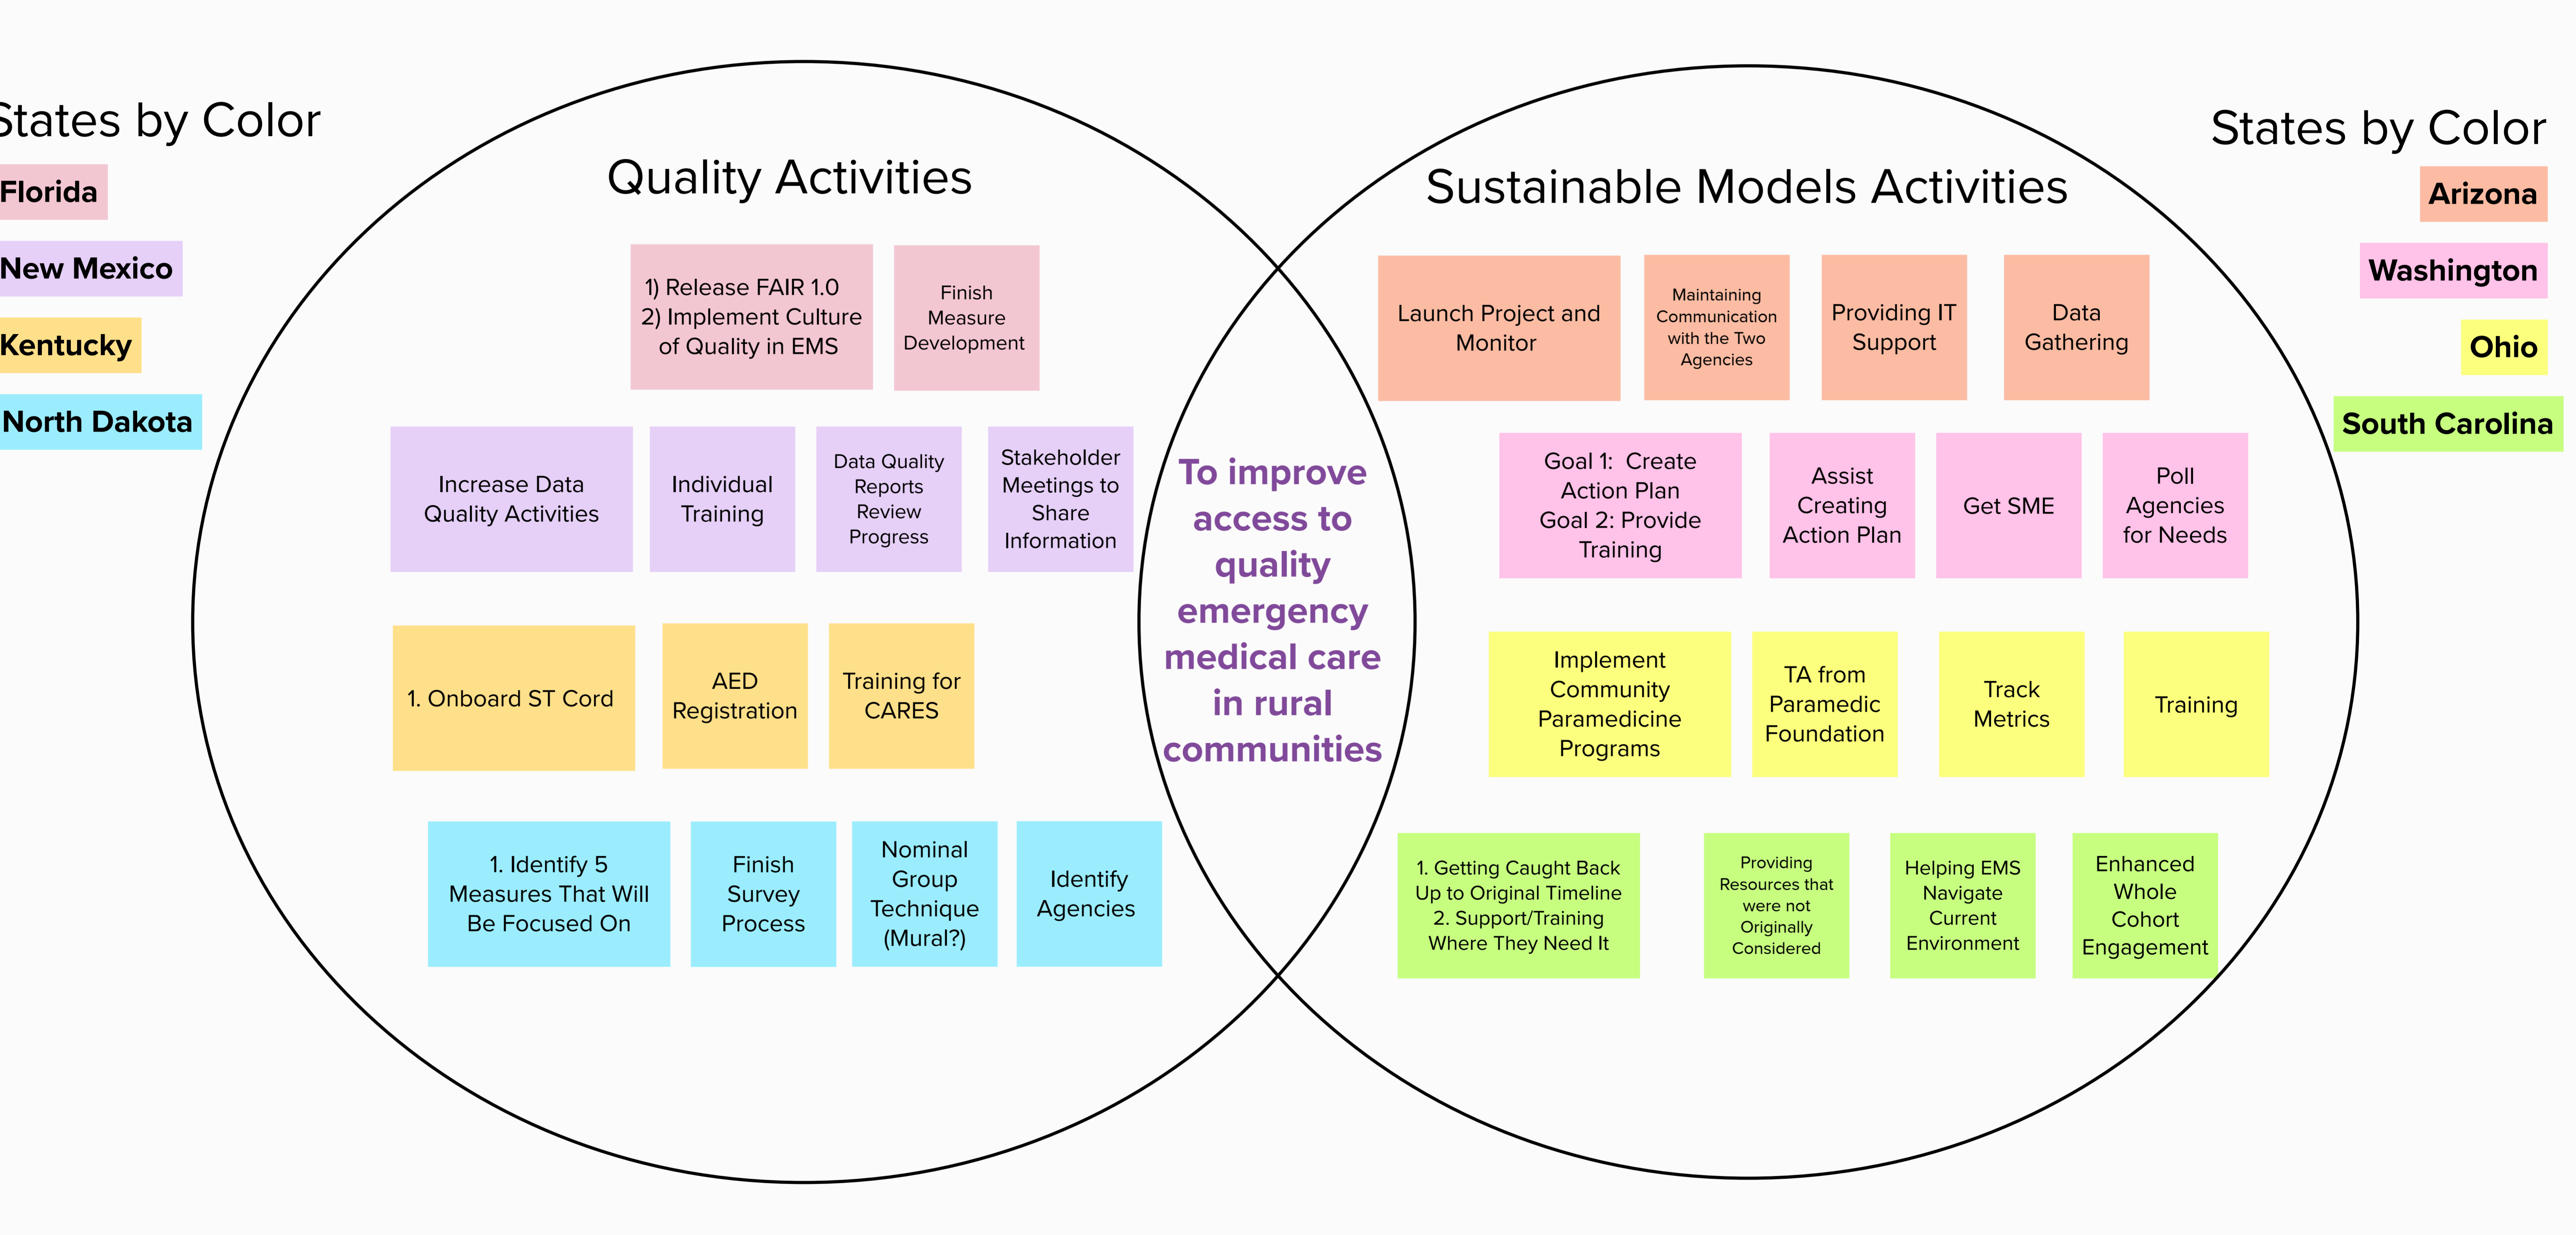 States by Color
Florida
New Mexico
Kentucky
North Dakota
Quality Activities
1) Release FAIR 1.0
2) Implement Culture
of Quality in EMS
Finish
Measure
Development
Increase Data
Quality Activities
Individual
Training
Data Quality
Reports
Review
Progress
Stakeholder
Meetings to
Share
Information
1. Onboard ST Cord
AED
Registration
Training for
CARES
1. Identify 5
Measures That Will
Be Focused On
Finish
Survey
Process
Nominal
Group
Technique
(Mural?)
Identify
Agencies
To improve
access to
quality
emergency
medical care
in rural
communities
Sustainable Models Activities
Launch Project and
Monitor
Maintaining
Communication
with the Two
Agencies
Providing IT
Support
Data
Gathering
Goal 1:  Create
Action Plan
Goal 2: Provide
Training
Assist
Creating
Action Plan
Get SME
Poll
Agencies
for Needs
Implement
Community
Paramedicine
Programs
TA from
Paramedic
Foundation
Track
Metrics
Training
1. Getting Caught Back
Up to Original Timeline
2. Support/Training
Where They Need It
Providing
Resources that
were not
Originally
Considered
Helping EMS
Navigate
Current
Environment
Enhanced
Whole
Cohort
Engagement
States by Color
Arizona
Washington
Ohio
South Carolina